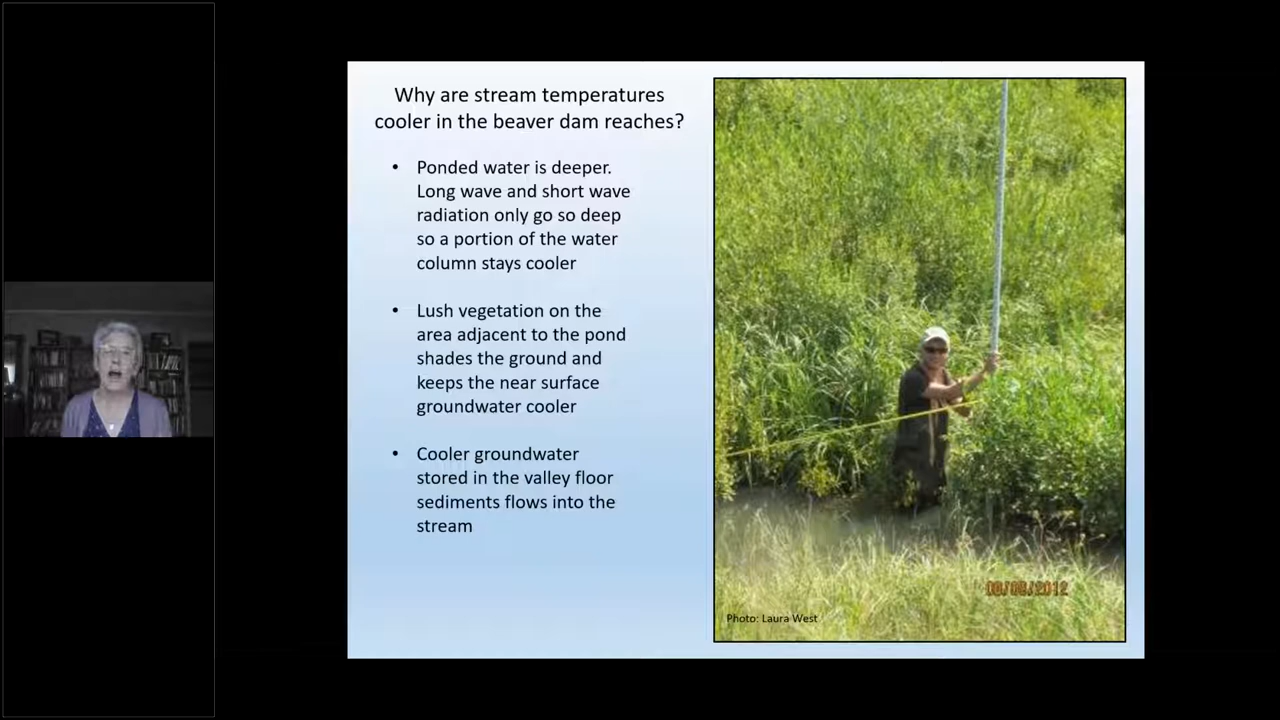 Why are stream temperatures
cooler in the beaver dam reaches?
• Ponded water is deeper.
Long wave and short wave
radiation only go so deep
so a portion of the water
column stays cooler
• Lush vegetation on the
area adjacent to the pond
shades the ground and
keeps the near surface
groundwater cooler
• Cooler groundwater
stored in the valley floor
sediments flows into the
stream
Photo: Laura West